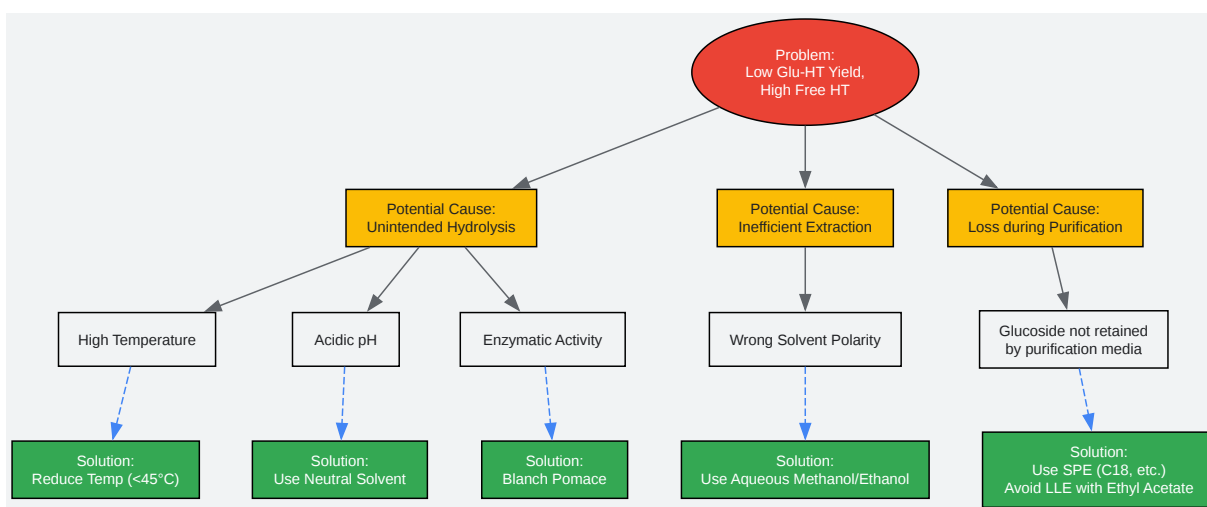 Problem:
Low Glu-HT Yield,
High Free HT
Potential Cause:
Unintended Hydrolysis
Potential Cause:
Inefficient Extraction
Potential Cause:
Loss during Purification
High Temperature
Acidic pH
Enzymatic Activity
Wrong Solvent Polarity
Glucoside not retained
by purification media
Solution:
Reduce Temp (<45°C)
Solution:
Use Neutral Solvent
Solution:
Blanch Pomace
Solution:
Use Aqueous Methanol/Ethanol
Solution:
Use SPE (C18, etc.)
Avoid LLE with Ethyl Acetate